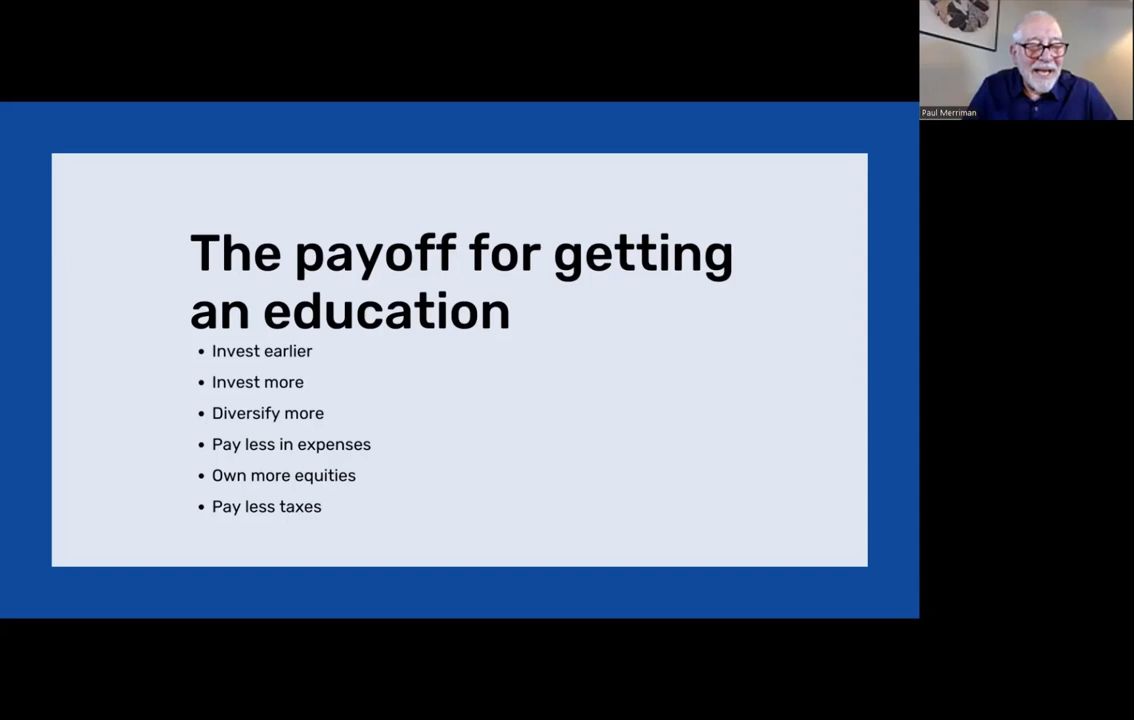 The payoff for getting
an education
• Invest earlier
• Invest more
• Diversify more
• Pay less in expenses
• Own more equities
• Pay less taxes
Paul Merriman